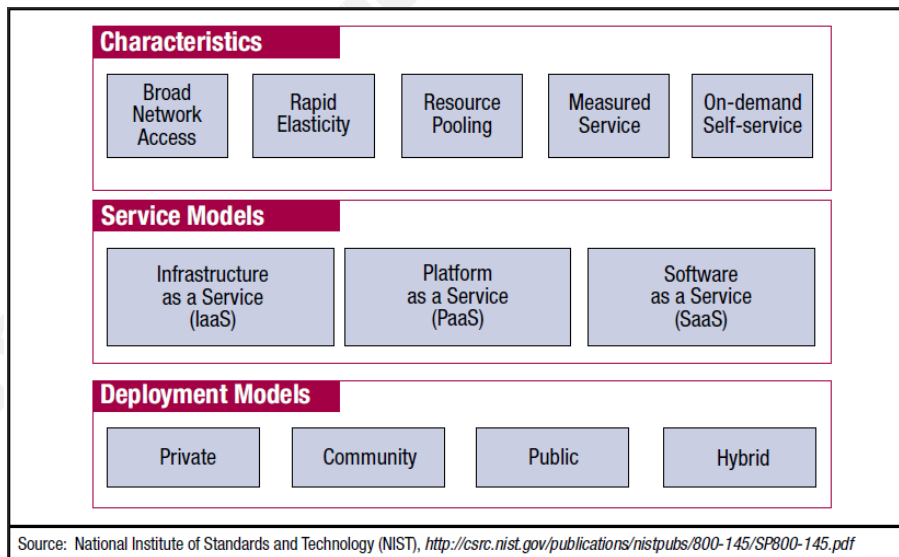 Characteristics
Broad
Network
Access
Rapid
Elasticity
Resource
Pooling
Measured
Service
On-demand
Self-service
Service Models
Infrastructure
as a Service
(IaaS)
Platform
as a Service
(PaaS)
Software
as a Service
(SaaS)
Deployment Models
Private
Community
Public
Hybrid
Source: National Institute of Standards and Technology (NIST), http://csrc.nist.gov/publications/nistpubs/800-145/SP800-145.pdf